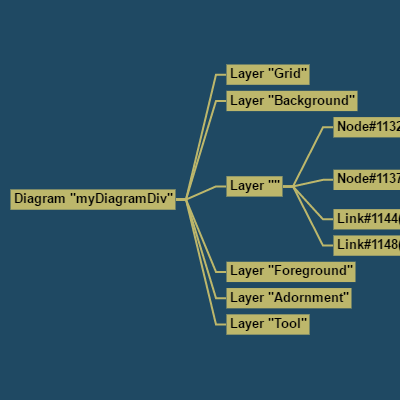 Layer "Grid"
Layer "Background"
Node#1132
Node#1137
Layer ""
Diagram "myDiagramDiv"
Link#1144(
Link#1148(
Layer "Foreground"
Layer "Adornment"
Layer "Tool"